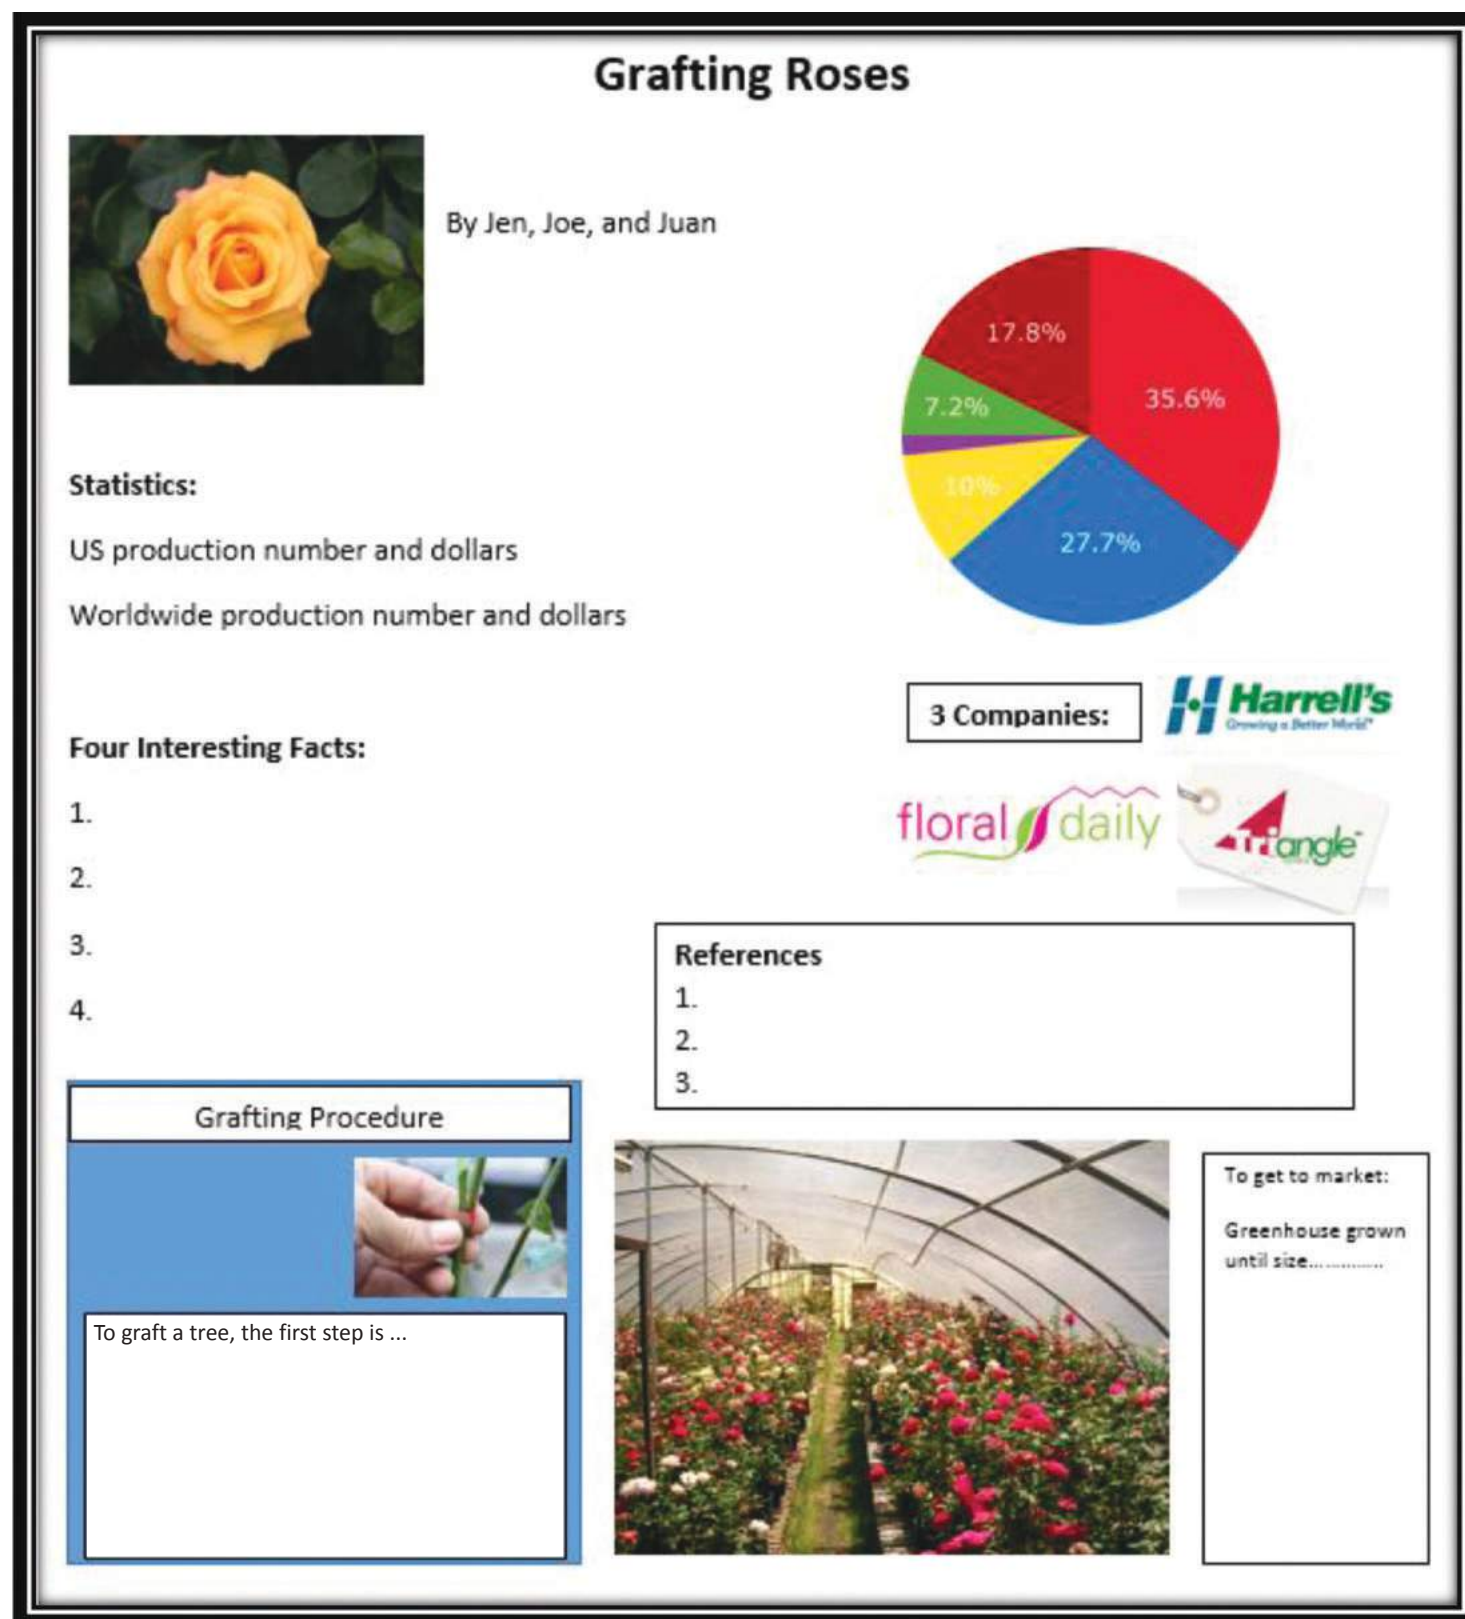 Grafting Roses
By Jen, Joe, and Juan
17.8%
35.6%
7.2%
10%
27.7%
Statistics:
US production number and dollars
Worldwide production number and dollars
3 Companies:
Harrell's
Growing a Better World
floral daily
Triangle
Four Interesting Facts:
1.
2.
3.
4.
References
1.
2.
3.
Grafting Procedure
To graft a tree, the first step is ...
To get to market:
Greenhouse grown
until size..............